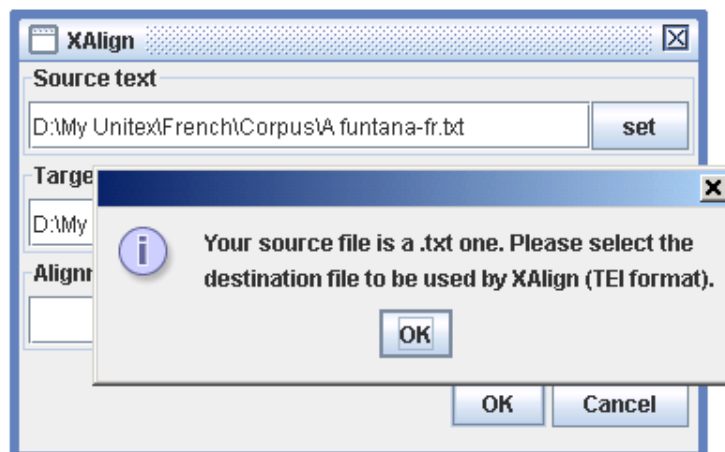 XAlign
Source text
D:\My Unitex\French\Corpus\A funtana-fr.txt
set
Targe
D:\My
Alignr
Your source file is a .txt one. Please select the
destination file to be used by XAlign (TEI format).
OK
OK
Cancel